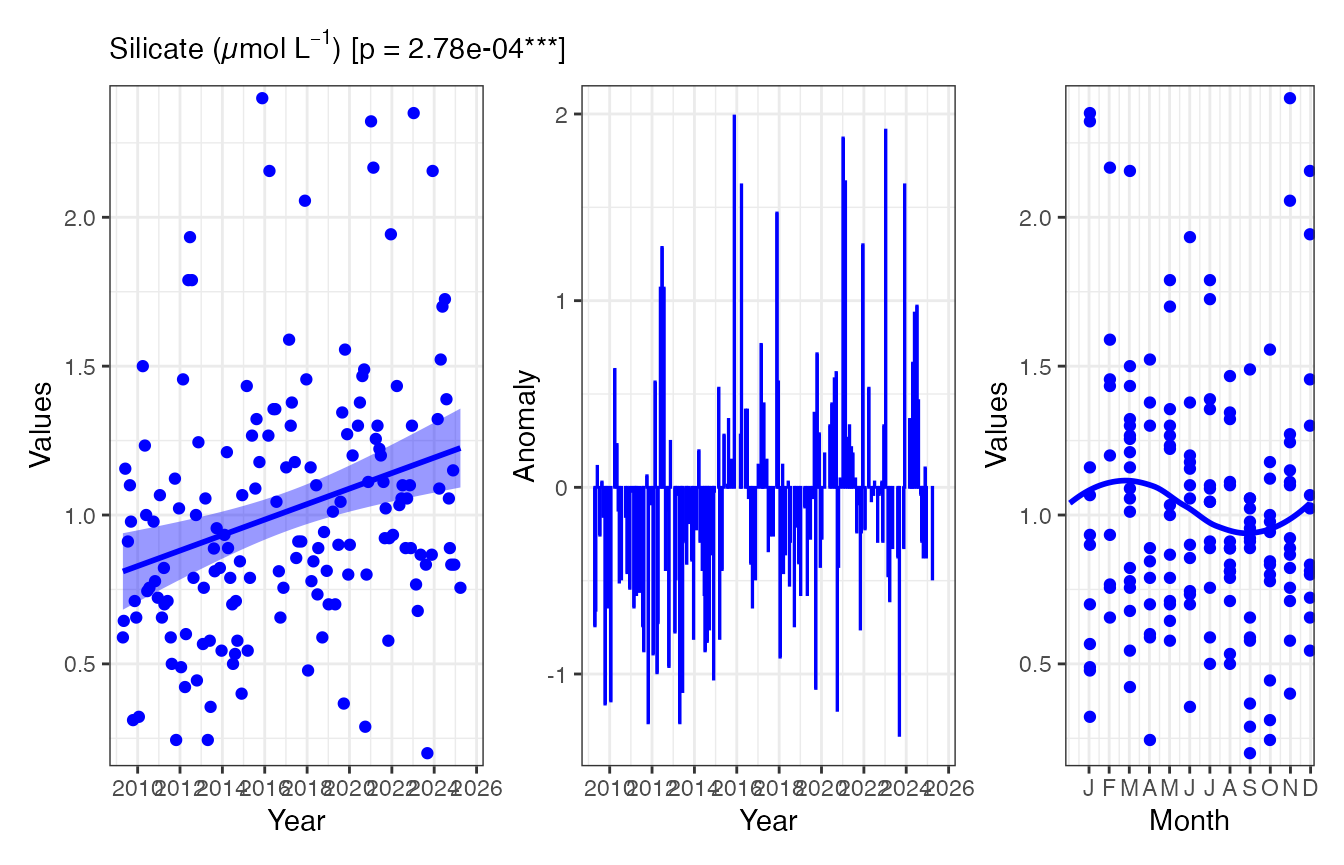 Silicate (μmol L⁻¹) [p = 2.78e-04***]
Values
2.0
1.5
1.0
0.5
2010 2012 2014 2016 2018 2020 2022 2024 2026
Year
Anomaly
2
1
0
-1
2010 2012 2014 2016 2018 2020 2022 2024 2026
Year
Values
2.0
1.5
1.0
0.5
J F M A M J J A S O N D
Month